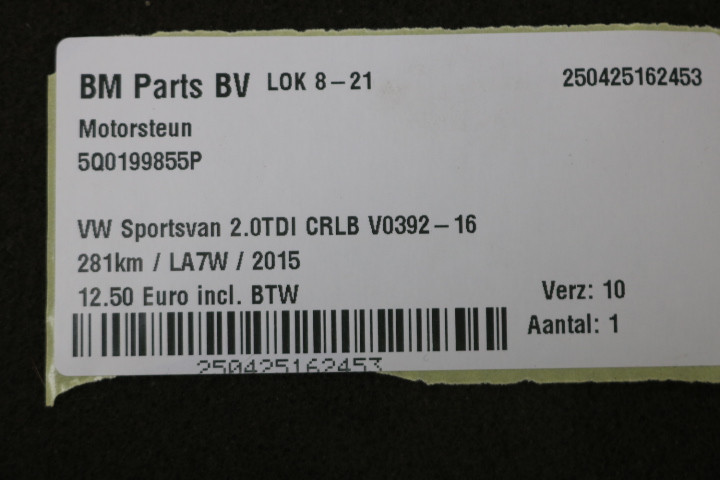 BM Parts BV LOK 8-21 250425162453
Motorsteun
5Q0199855P
VW Sportsvan 2.0TDI CRLB V0392-16
281km / LA7W / 2015
12.50 Euro incl. BTW Verz: 10
Aantal: 1
250425162453